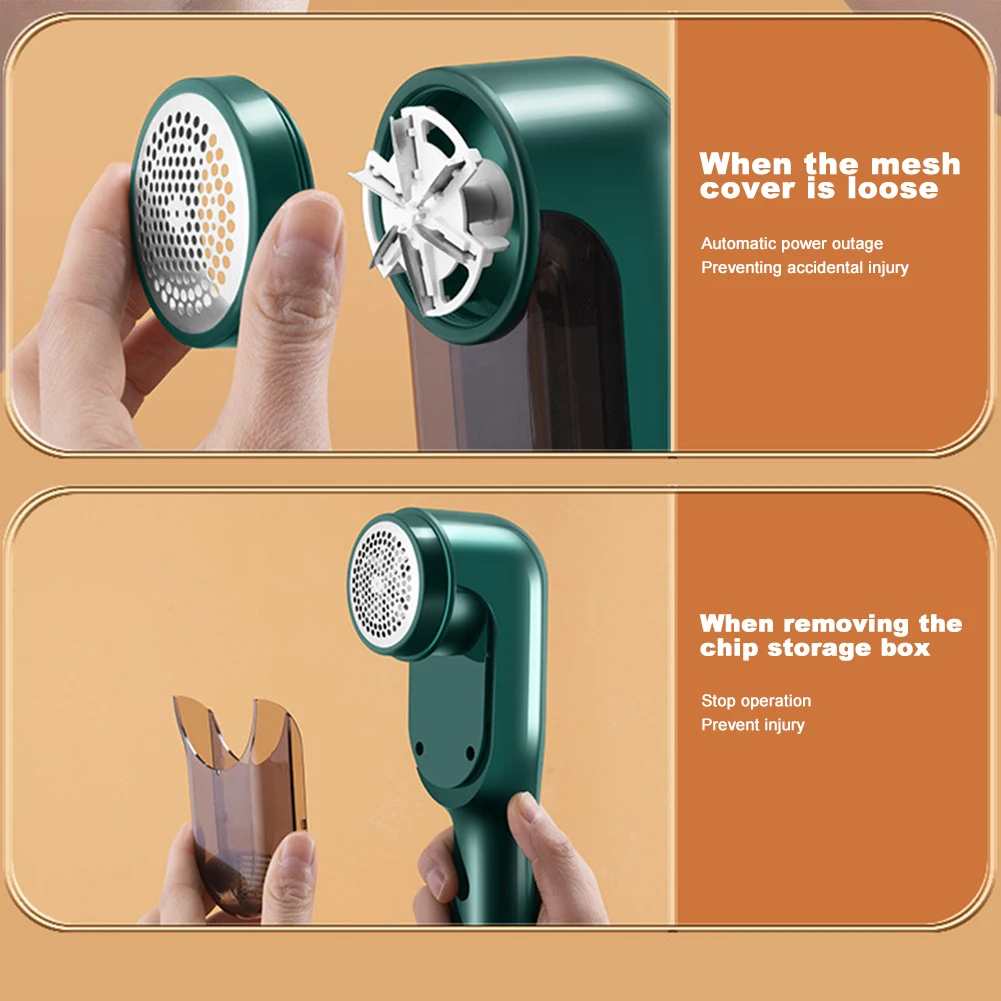 When the mesh
cover is loose
Automatic power outage
Preventing accidental injury
When removing the
chip storage box
Stop operation
Prevent injury